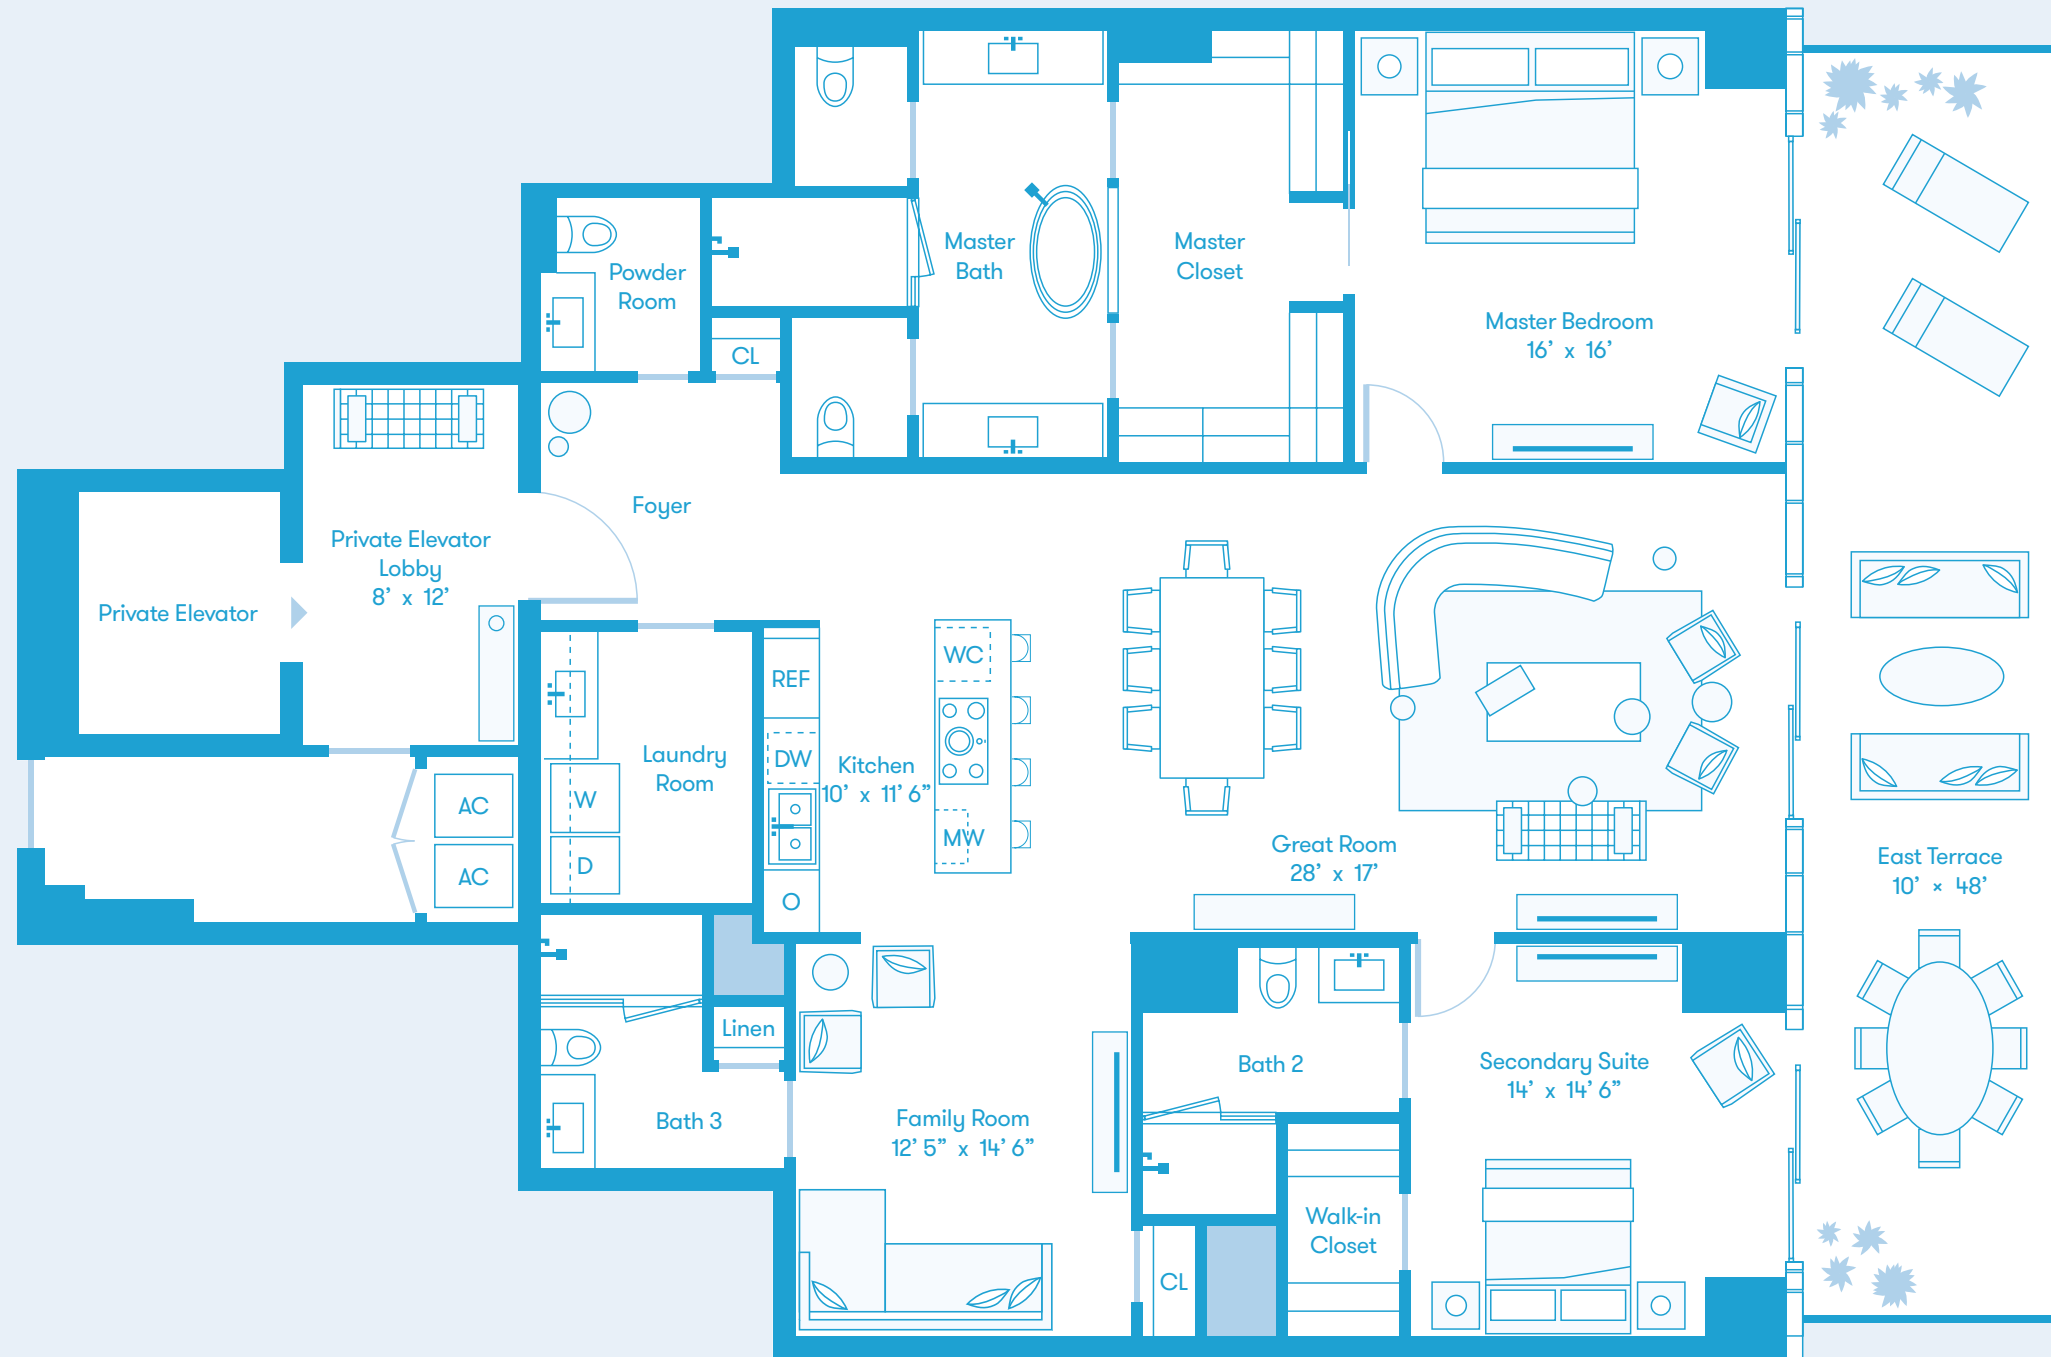 Master
Bath
Master
Closet
Powder
Room
CL
Master Bedroom
16’ x 16’
Foyer
Private Elevator
Lobby
8’ x 12’
Private Elevator
WC
REF
Laundry
Room
DW
Kitchen
10’ x 11’ 6”
W
AC
MW
Great Room
28’ x 17’
East Terrace
10’ × 48’
D
AC
O
Linen
Bath 2
Secondary Suite
14’ x 14’ 6”
Bath 3
Family Room
12’ 5” x 14’ 6”
Walk-in
Closet
CL